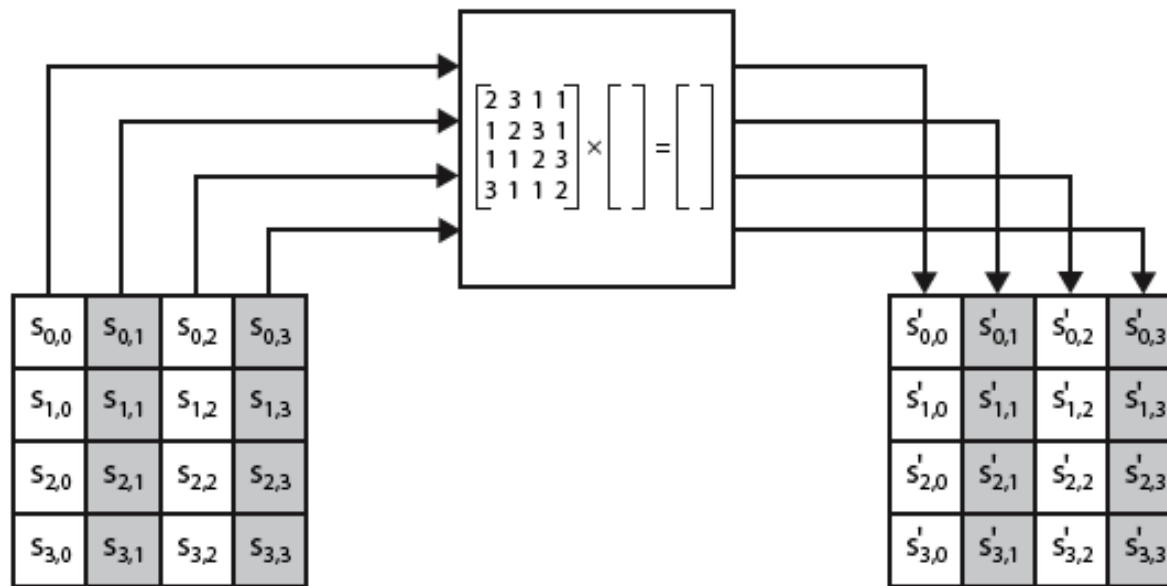 2 3 1 1
1 2 3 1
1 1 2 3
3 1 1 2
× =
s0,0 s0,1 s0,2 s0,3
s1,0 s1,1 s1,2 s1,3
s2,0 s2,1 s2,2 s2,3
s3,0 s3,1 s3,2 s3,3
s'0,0 s'0,1 s'0,2 s'0,3
s'1,0 s'1,1 s'1,2 s'1,3
s'2,0 s'2,1 s'2,2 s'2,3
s'3,0 s'3,1 s'3,2 s'3,3